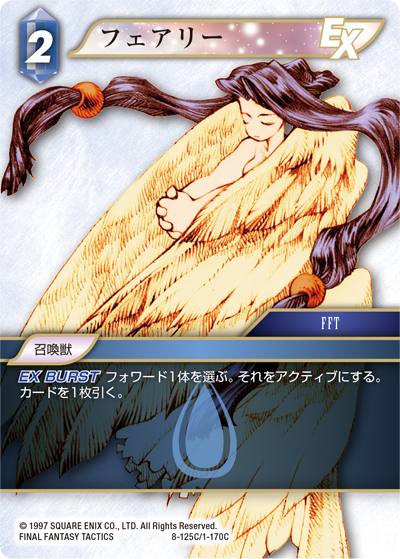 2
フェアリー
EX
FFT
召喚獣
EX BURST フォワード1体を選ぶ。それをアクティブにする。
カードを1枚引く。
© 1997 SQUARE ENIX CO., LTD. All Rights Reserved.
FINAL FANTASY TACTICS
8-125C/1-170C